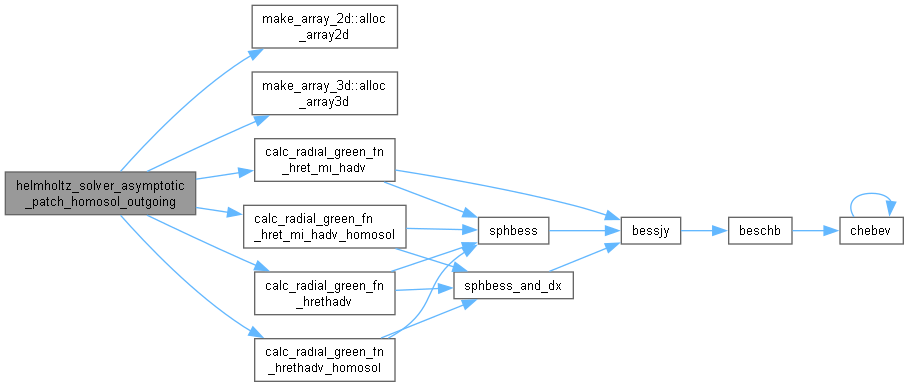 helmholtz_solver_asymptotic
_patch_homosol_outgoing
make_array_2d::alloc
_array2d
make_array_3d::alloc
_array3d
calc_radial_green_fn
_hret_mi_hadv
calc_radial_green_fn
_hret_mi_hadv_homosol
calc_radial_green_fn
_hrethadv
calc_radial_green_fn
_hrethadv_homosol
sphbess
sphbess_and_dx
bessjy
beschb
chebev